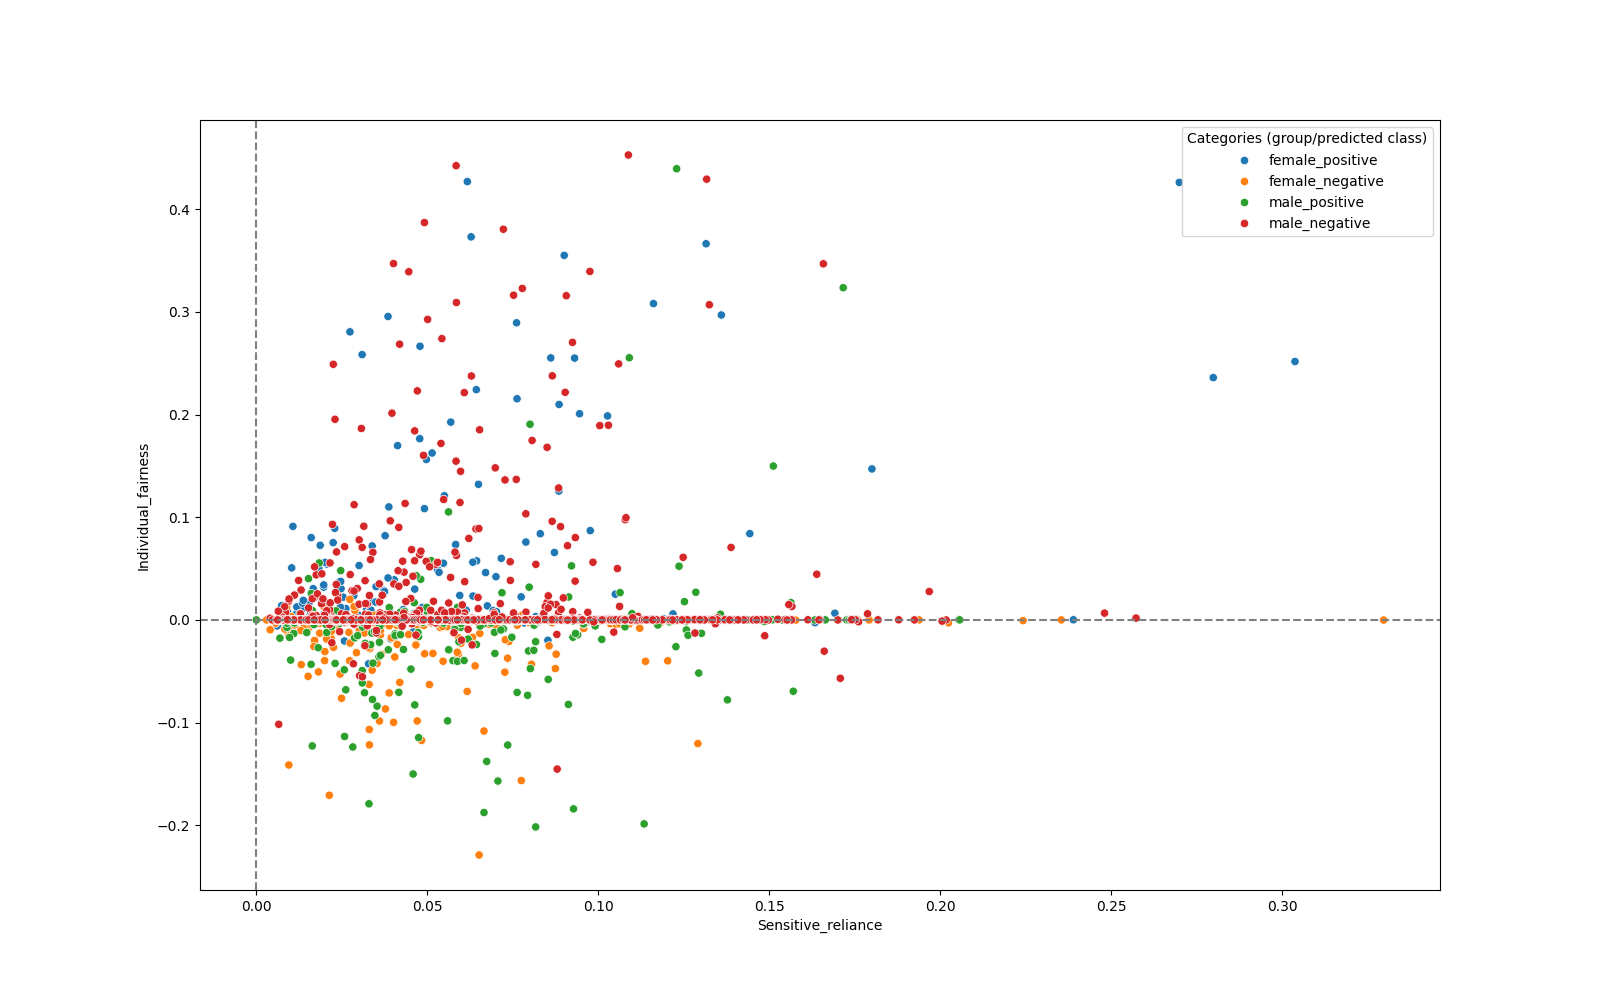 Categories (group/predicted class)
female_positive
female_negative
male_positive
male_negative
0.4
0.3
0.2
0.1
0.0
−0.1
−0.2
Individual_fairness
0.00 0.05 0.10 0.15 0.20 0.25 0.30
Sensitive_reliance